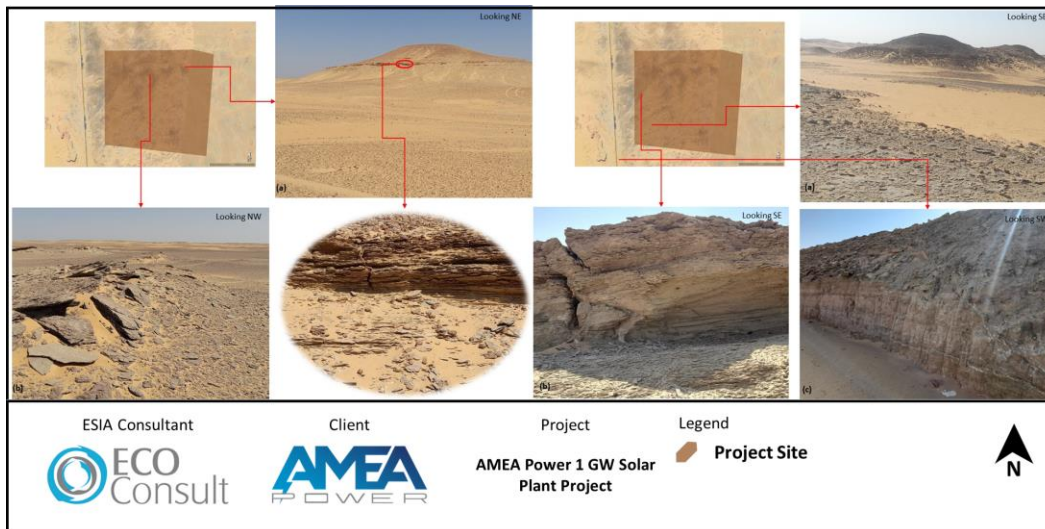 Looking NE
Looking SE
(a)
(a)
Looking NW
Looking SE
Looking SW
(b)
(b)
(c)
ESIA Consultant
Client
Project
Legend
ECO
Consult
AMEA
POWER
AMEA Power 1 GW Solar
Plant Project
Project Site
N